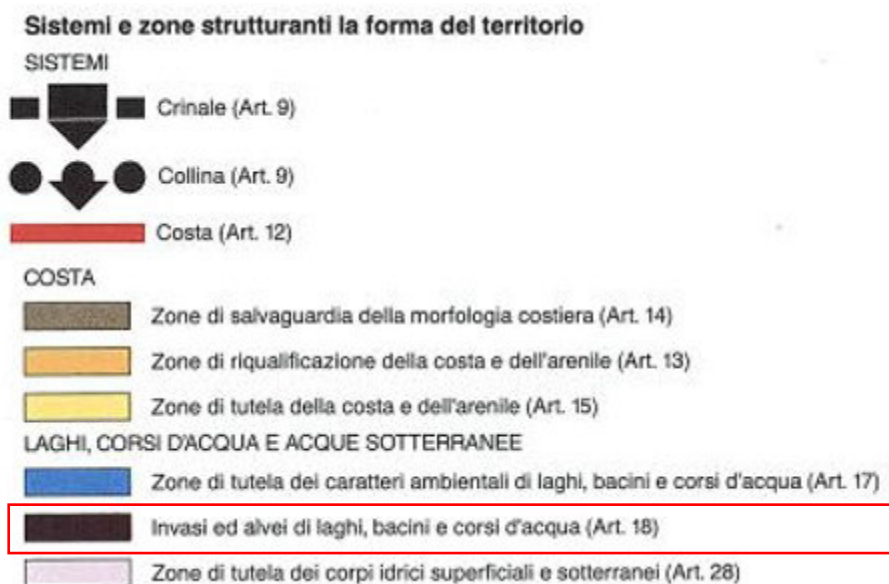 Sistemi e zone strutturanti la forma del territorio
SISTEMI
Crinale (Art. 9)
Collina (Art. 9)
Costa (Art. 12)
COSTA
Zone di salvaguardia della morfologia costiera (Art. 14)
Zone di riqualificazione della costa e dell'arenile (Art. 13)
Zone di tutela della costa e dell'arenile (Art. 15)
LAGHI, CORSI D'ACQUA E ACQUE SOTTERRANEE
Zone di tutela dei caratteri ambientali di laghi, bacini e corsi d'acqua (Art. 17)
Invasi ed alvei di laghi, bacini e corsi d'acqua (Art. 18)
Zone di tutela dei corpi idrici superficiali e sotterranei (Art. 28)